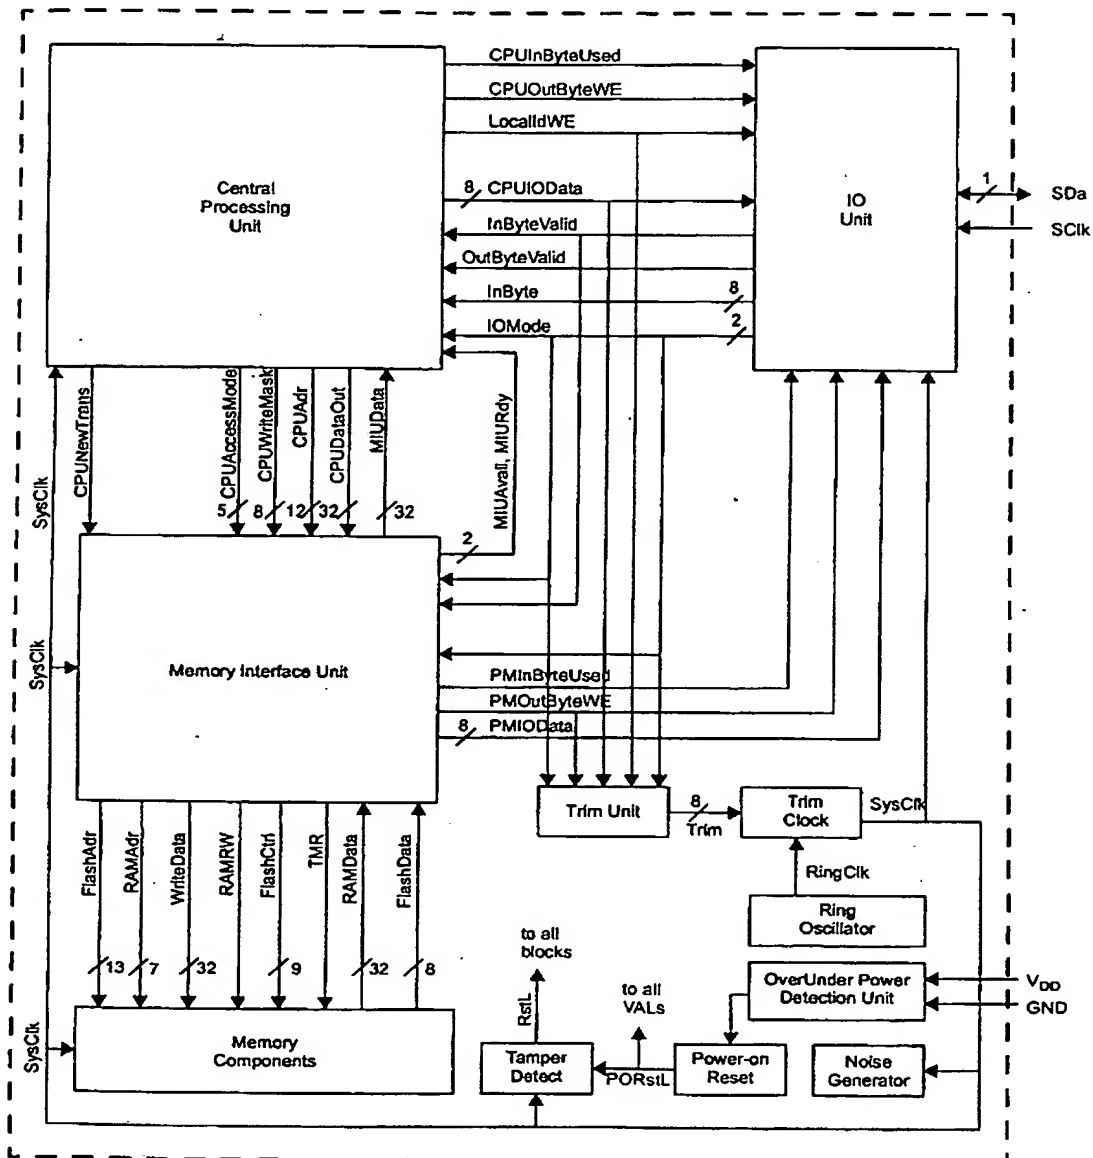 CPUInByteUsed
CPUOutByteWE
LocalIdWE
8
CPUIOData
InByteValid
OutByteValid
InByte
8
IOMode
2
Central
Processing
Unit
IO
Unit
1
SDa
SClk
SysClk
CPUNewTrans
CPUAccessMode
CPUWriteMask
CPUAdr
CPUDataOut
MIUData
MIUAvail, MIURdy
5
8
12
32
32
2
SysClk
Memory Interface Unit
PMInByteUsed
PMOutByteWE
8
PMIOData
Trim Unit
8
Trim
Trim
Clock
SysClk
RingClk
Ring
Oscillator
FlashAdr
RAMAdr
WriteData
RAMRW
FlashCtrl
TMR
RAMData
FlashData
13
7
32
9
32
8
to all
blocks
RstL
to all
VALs
OverUnder Power
Detection Unit
VDD
GND
SysClk
Memory
Components
Tamper
Detect
PORstL
Power-on
Reset
Noise
Generator